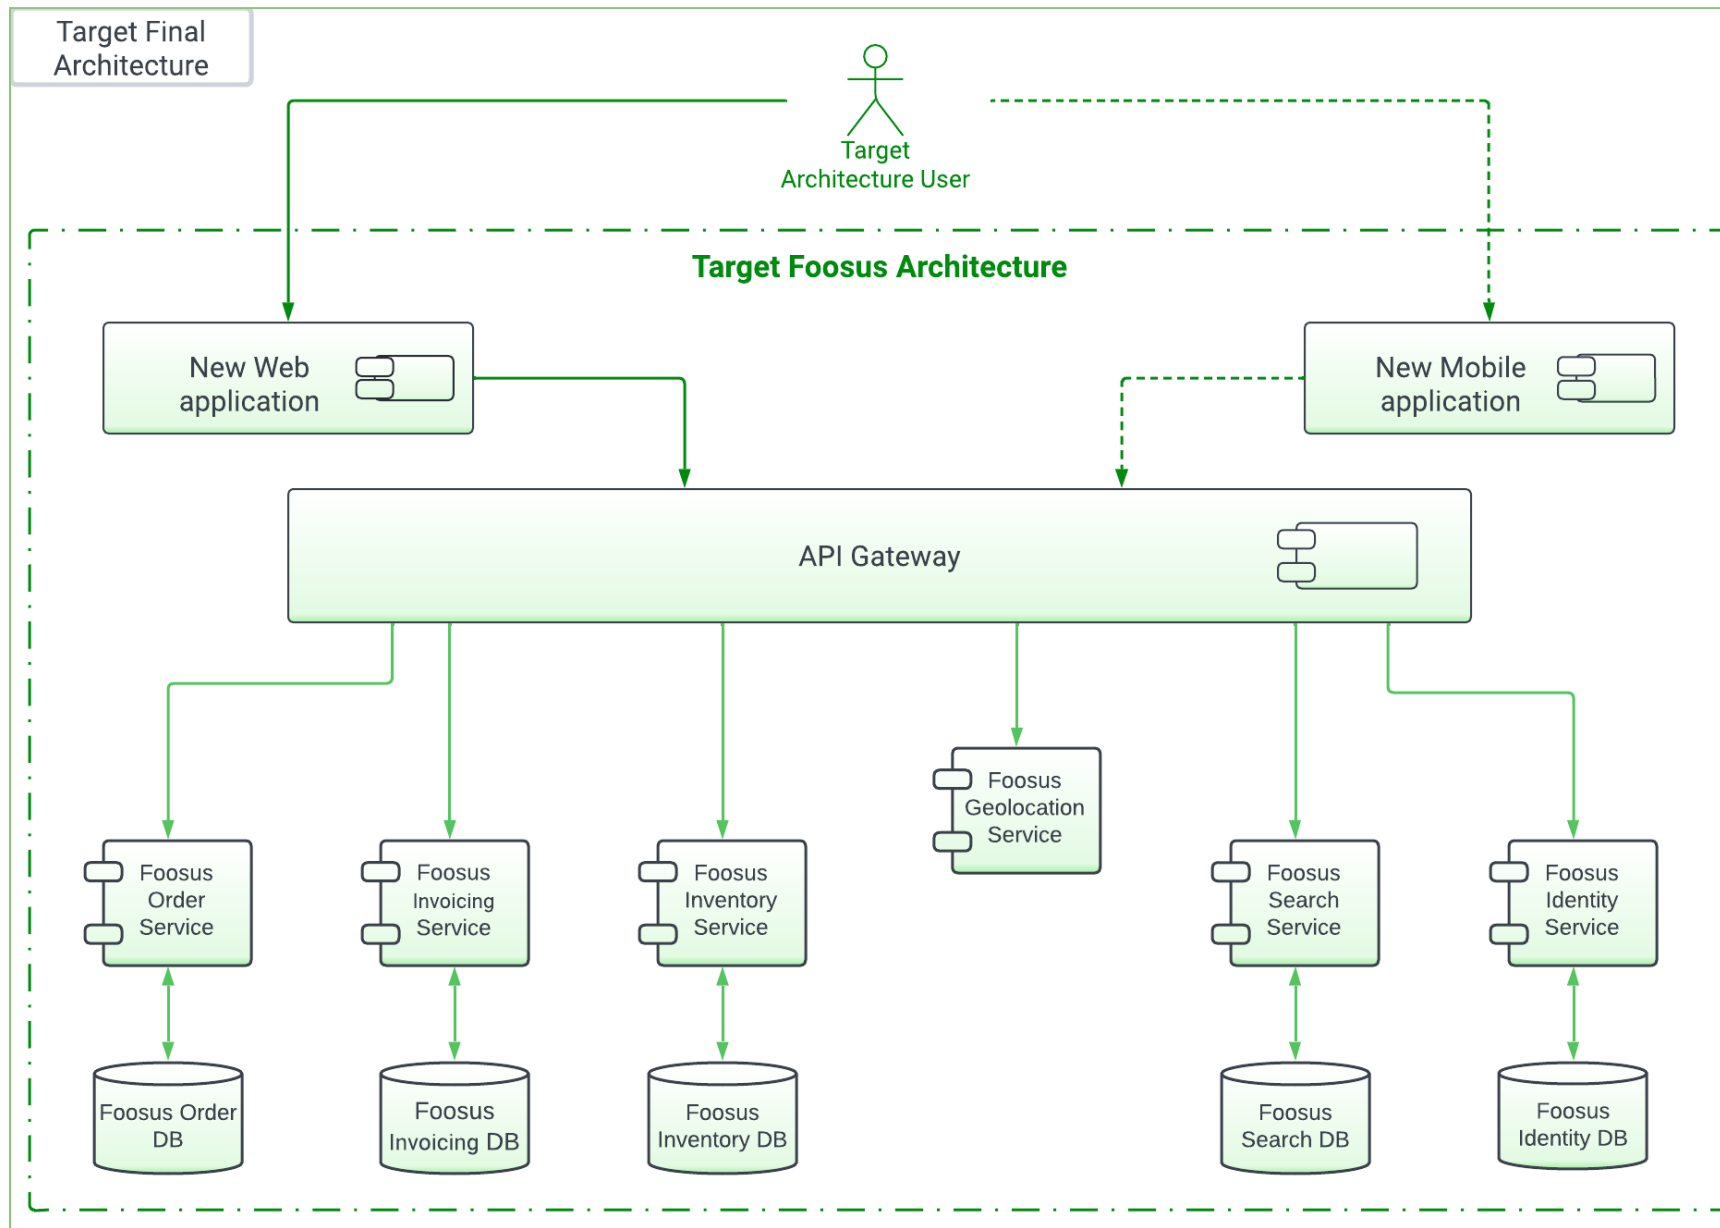 Target Final
Architecture
Target
Architecture User
Target Foosus Architecture
New Web
application
New Mobile
application
API Gateway
Foosus
Geolocation
Service
Foosus
Order
Service
Foosus
Invoicing
Service
Foosus
Inventory
Service
Foosus
Search
Service
Foosus
Identity
Service
Foosus Order
DB
Foosus
Invoicing DB
Foosus
Inventory DB
Foosus
Search DB
Foosus
Identity DB